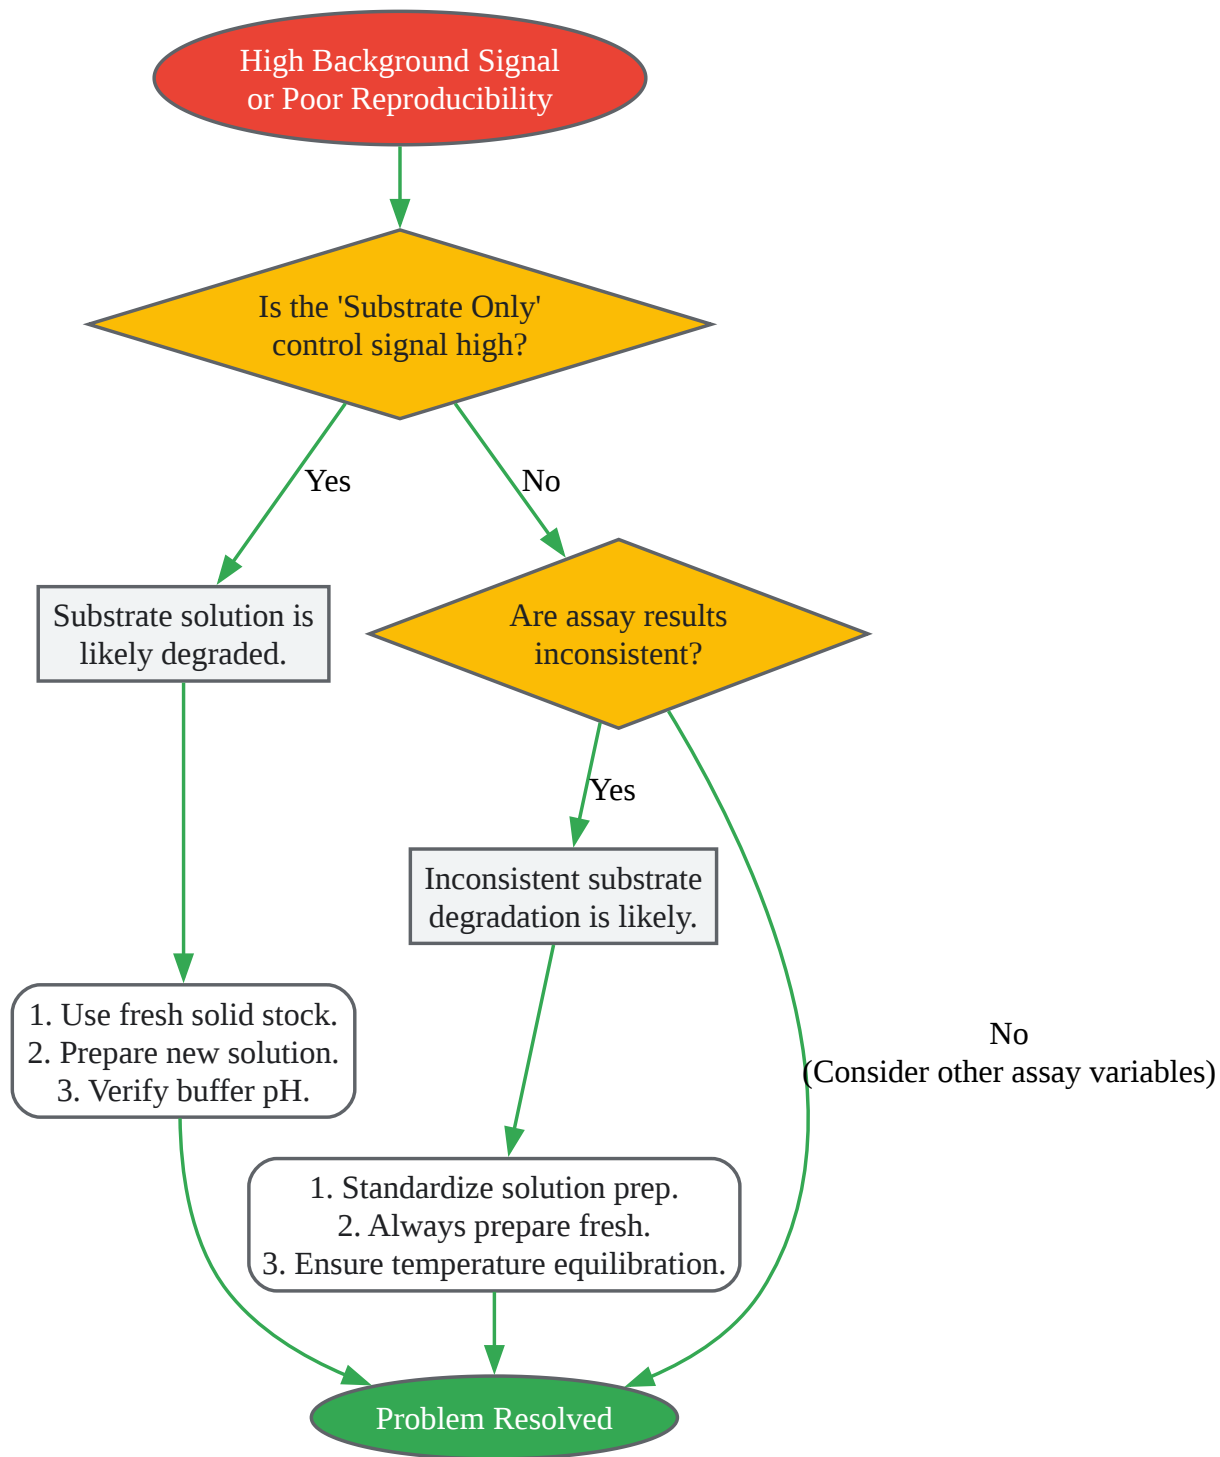 High Background Signal
or Poor Reproducibility
Is the 'Substrate Only'
control signal high?
Yes
No
Substrate solution is
likely degraded.
Are assay results
inconsistent?
Yes
Inconsistent substrate
degradation is likely.
1. Use fresh solid stock.
2. Prepare new solution.
3. Verify buffer pH.
No
(Consider other assay variables)
1. Standardize solution prep.
2. Always prepare fresh.
3. Ensure temperature equilibration.
Problem Resolved